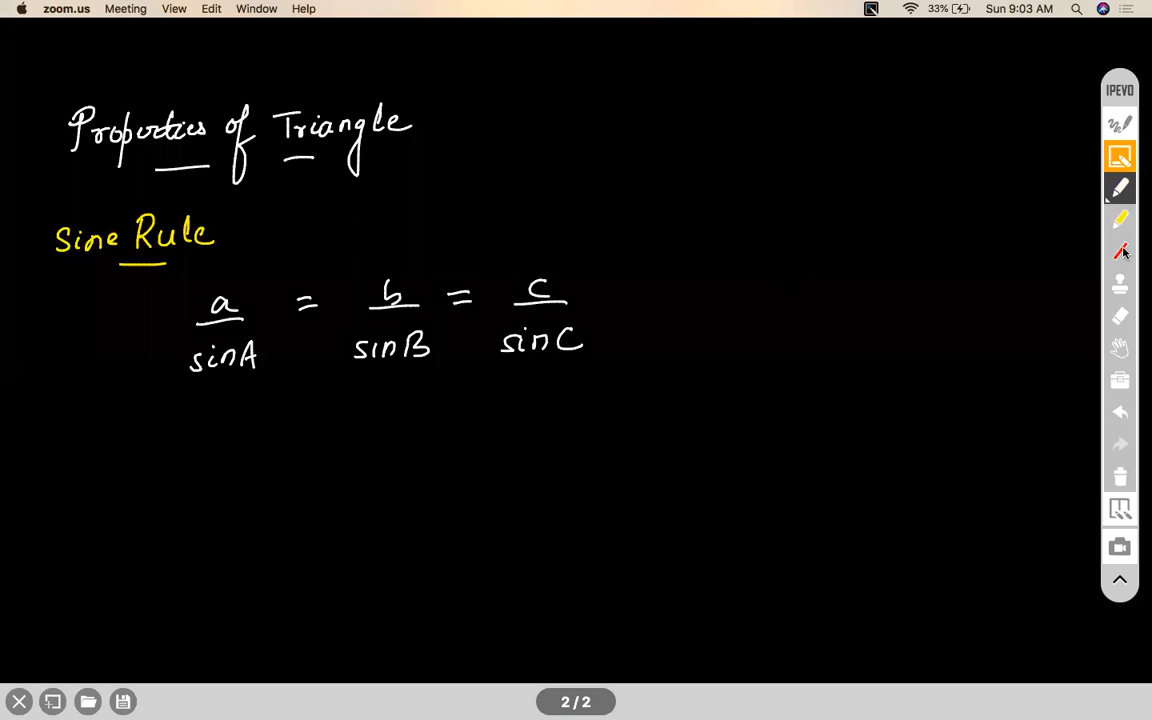 zoom.us Meeting View Edit Window Help 33% Sun 9:03 AM
IPEVO
Properties of Triangle
Sine Rule
a/sinA = b/sinB = c/sinC
2/2